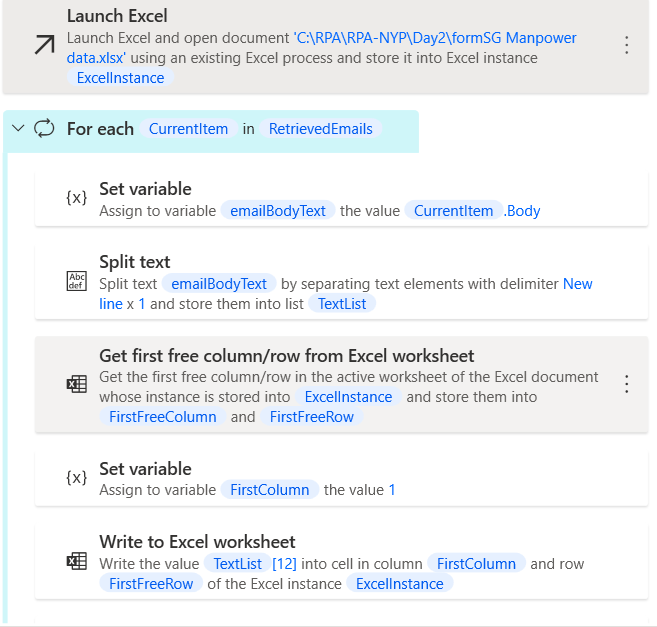 Launch Excel
Launch Excel and open document 'C:\RPA\RPA-NYP\Day2\formSG Manpower
data.xlsx' using an existing Excel process and store it into Excel instance
ExcelInstance
For each CurrentItem in RetrievedEmails
{x} Set variable
Assign to variable emailBodyText the value CurrentItem .Body
Abc
def
Split text
Split text emailBodyText by separating text elements with delimiter New
line x 1 and store them into list TextList
Get first free column/row from Excel worksheet
Get the first free column/row in the active worksheet of the Excel document
whose instance is stored into ExcelInstance and store them into
FirstFreeColumn and FirstFreeRow
{x} Set variable
Assign to variable FirstColumn the value 1
Write to Excel worksheet
Write the value TextList [12] into cell in column FirstColumn and row
FirstFreeRow of the Excel instance ExcelInstance